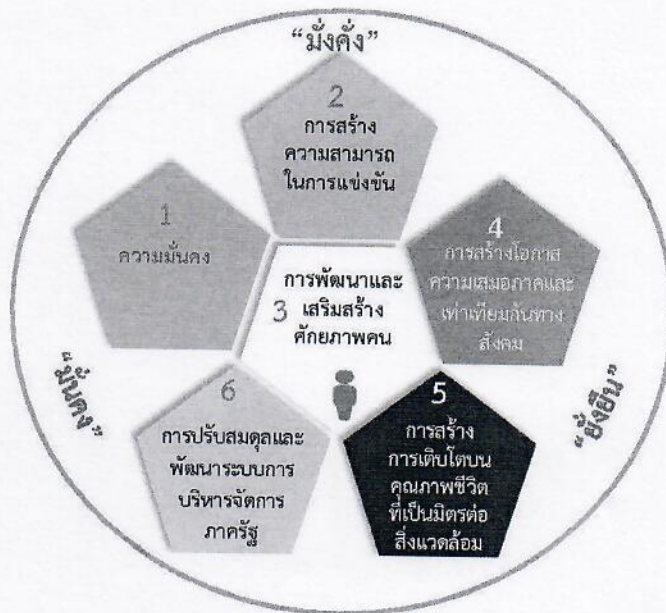 “มั่งคั่ง”
2
การสร้าง
ความสามารถ
ในการแข่งขัน
1
ความมั่นคง
3
การพัฒนาและ
เสริมสร้าง
ศักยภาพคน
4
การสร้างโอกาส
ความเสมอภาคและ
เท่าเทียมกันทาง
สังคม
“มั่นคง”
“ยั่งยืน”
6
การปรับสมดุลและ
พัฒนาระบบการ
บริหารจัดการ
ภาครัฐ
5
การสร้าง
การเติบโตบน
คุณภาพชีวิต
ที่เป็นมิตรต่อ
สิ่งแวดล้อม